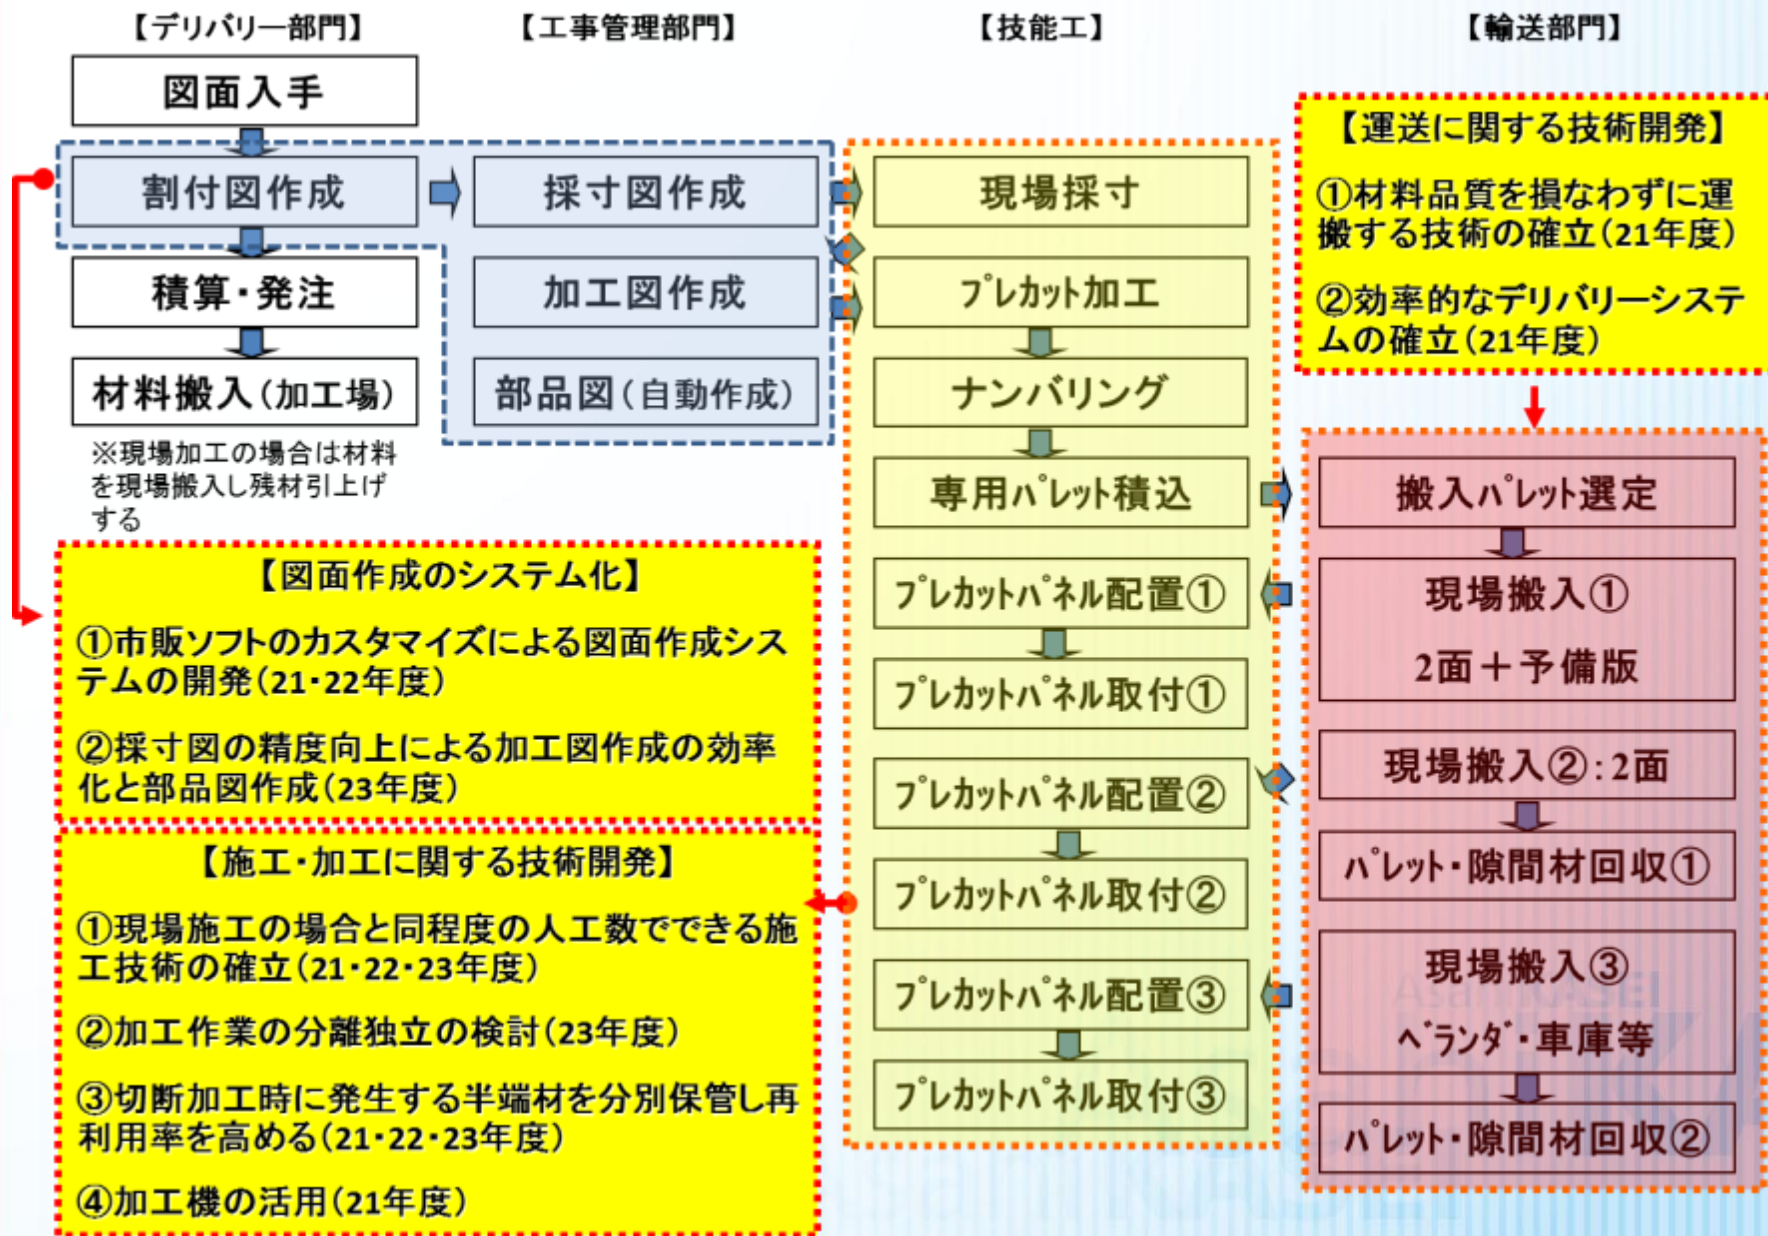 【デリバリー部門】
【工事管理部門】
【技能工】
【輸送部門】
図面入手
割付図作成
積算・発注
材料搬入(加工場)
※現場加工の場合は材料
を現場搬入し残材引上げ
する
採寸図作成
加工図作成
部品図(自動作成)
現場採寸
プレカット加工
ナンバリング
専用パレット積込
プレカットパネル配置①
プレカットパネル取付①
プレカットパネル配置②
プレカットパネル取付②
プレカットパネル配置③
プレカットパネル取付③
【運送に関する技術開発】
①材料品質を損なわずに運
搬する技術の確立(21年度)
②効率的なデリバリーシステ
ムの確立(21年度)
搬入パレット選定
現場搬入①
2面＋予備版
現場搬入②:2面
パレット・隙間材回収①
現場搬入③
ベランダ・車庫等
パレット・隙間材回収②
【図面作成のシステム化】
①市販ソフトのカスタマイズによる図面作成シス
テムの開発(21・22年度)
②採寸図の精度向上による加工図作成の効率
化と部品図作成(23年度)
【施工・加工に関する技術開発】
①現場施工の場合と同程度の人工数でできる施
工技術の確立(21・22・23年度)
②加工作業の分離独立の検討(23年度)
③切断加工時に発生する半端材を分別保管し再
利用率を高める(21・22・23年度)
④加工機の活用(21年度)